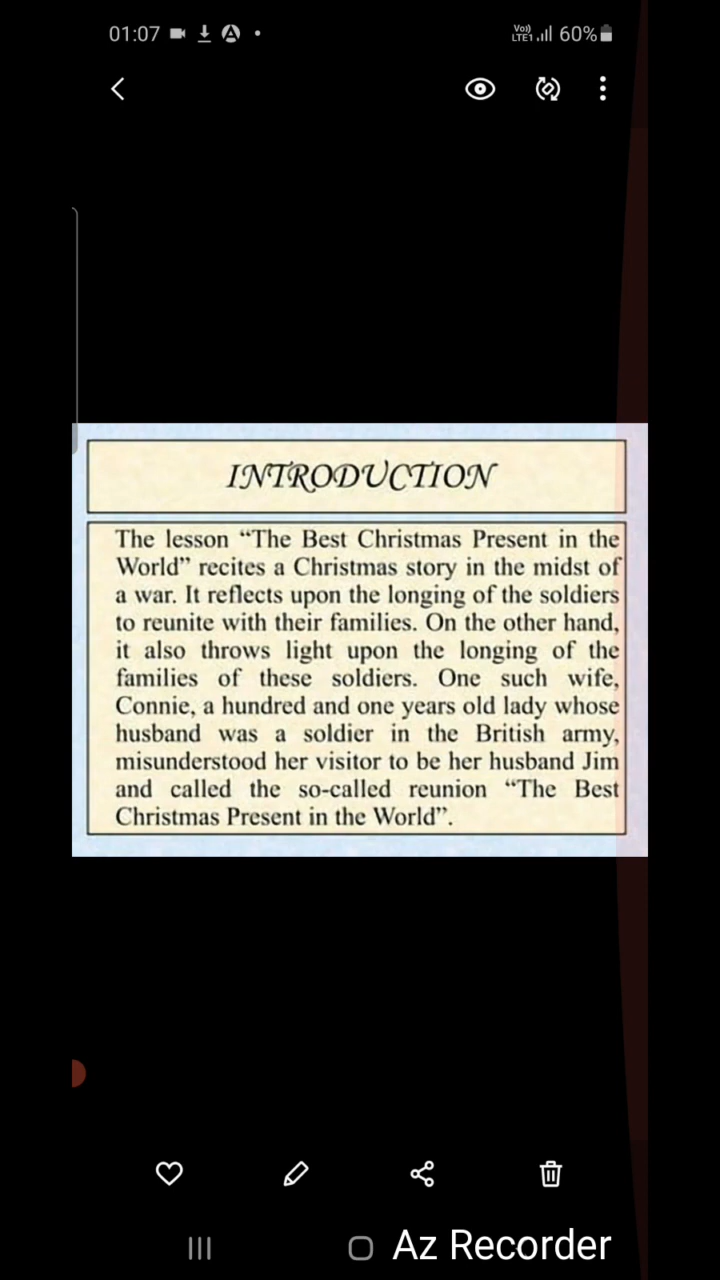 01:07
Vo))
LTE1 60%
INTRODUCTION
The lesson “The Best Christmas Present in the
World” recites a Christmas story in the midst of
a war. It reflects upon the longing of the soldiers
to reunite with their families. On the other hand,
it also throws light upon the longing of the
families of these soldiers. One such wife,
Connie, a hundred and one years old lady whose
husband was a soldier in the British army,
misunderstood her visitor to be her husband Jim
and called the so-called reunion “The Best
Christmas Present in the World”.
Az Recorder